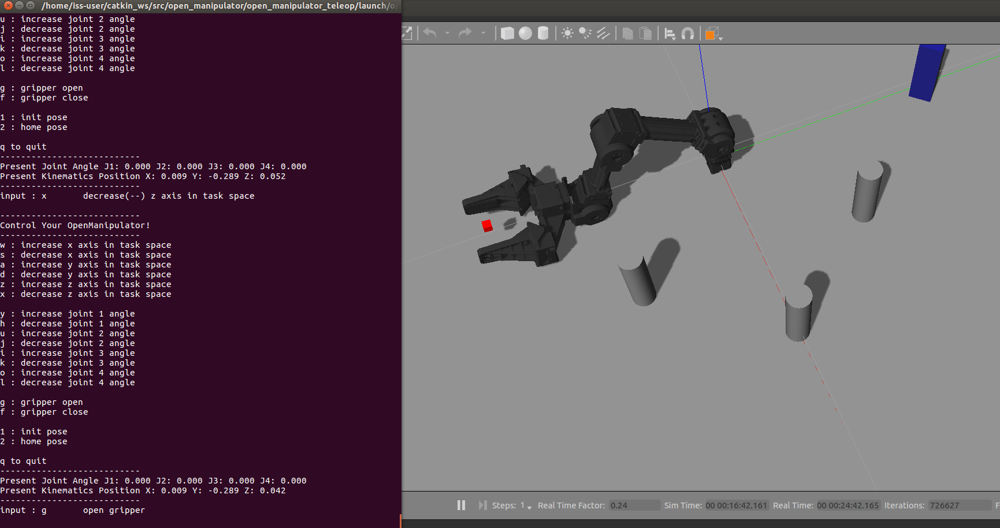 /home/iss-user/catkin_ws/src/open_manipulator/open_manipulator_teleop/launch/o
u : increase joint 2 angle
j : decrease joint 2 angle
i : increase joint 3 angle
k : decrease joint 3 angle
o : increase joint 4 angle
l : decrease joint 4 angle
g : gripper open
f : gripper close
1 : init pose
2 : home pose
q to quit
---------------------------
Present Joint Angle J1: 0.000 J2: 0.000 J3: 0.000 J4: 0.000
Present Kinematics Position X: 0.009 Y: -0.289 Z: 0.052
---------------------------
input : x       decrease(--) z axis in task space
---------------------------
Control Your OpenManipulator!
---------------------------
w : increase x axis in task space
s : decrease x axis in task space
a : increase y axis in task space
d : decrease y axis in task space
z : increase z axis in task space
x : decrease z axis in task space
y : increase joint 1 angle
h : decrease joint 1 angle
u : increase joint 2 angle
j : decrease joint 2 angle
i : increase joint 3 angle
k : decrease joint 3 angle
o : increase joint 4 angle
l : decrease joint 4 angle
g : gripper open
f : gripper close
1 : init pose
2 : home pose
q to quit
---------------------------
Present Joint Angle J1: 0.000 J2: 0.000 J3: 0.000 J4: 0.000
Present Kinematics Position X: 0.009 Y: -0.289 Z: 0.042
---------------------------
input : g       open gripper
Steps: 1 Real Time Factor: 0.24 Sim Time: 00 00:16:42.161 Real Time: 00 00:24:42.165 Iterations: 726627 F